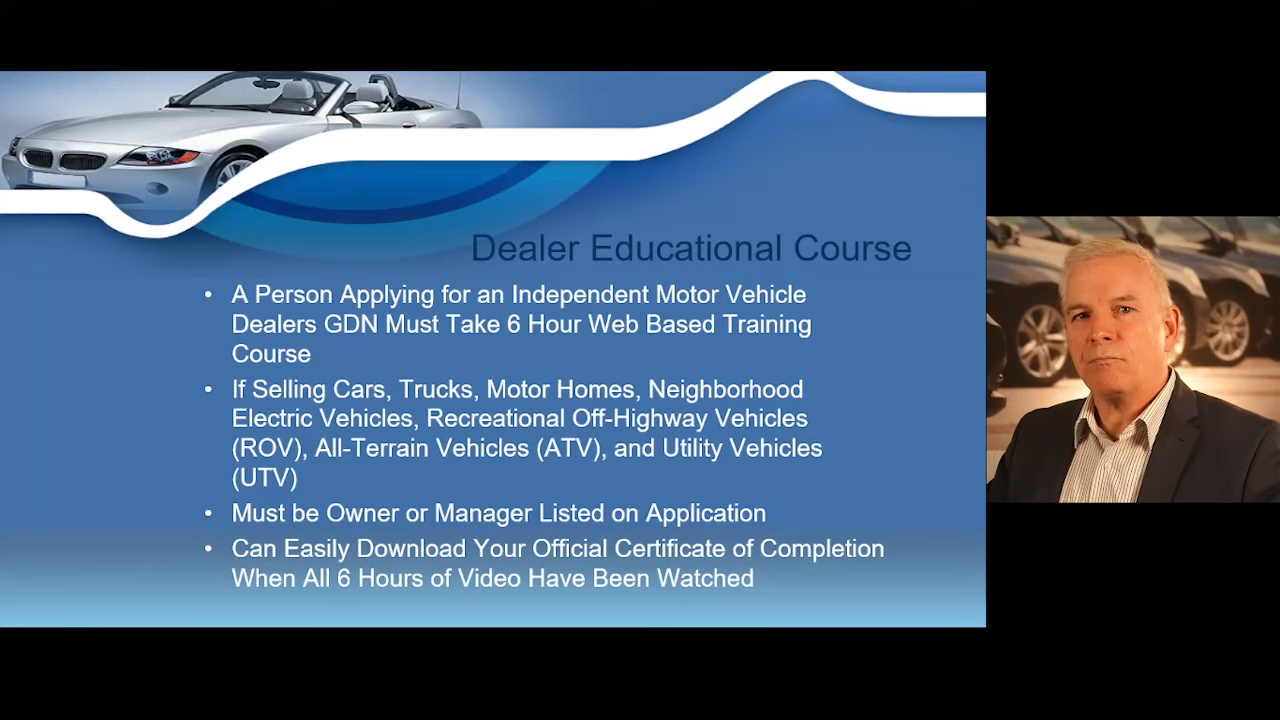 Dealer Educational Course
• A Person Applying for an Independent Motor Vehicle
Dealers GDN Must Take 6 Hour Web Based Training
Course
• If Selling Cars, Trucks, Motor Homes, Neighborhood
Electric Vehicles, Recreational Off-Highway Vehicles
(ROV), All-Terrain Vehicles (ATV), and Utility Vehicles
(UTV)
• Must be Owner or Manager Listed on Application
• Can Easily Download Your Official Certificate of Completion
When All 6 Hours of Video Have Been Watched